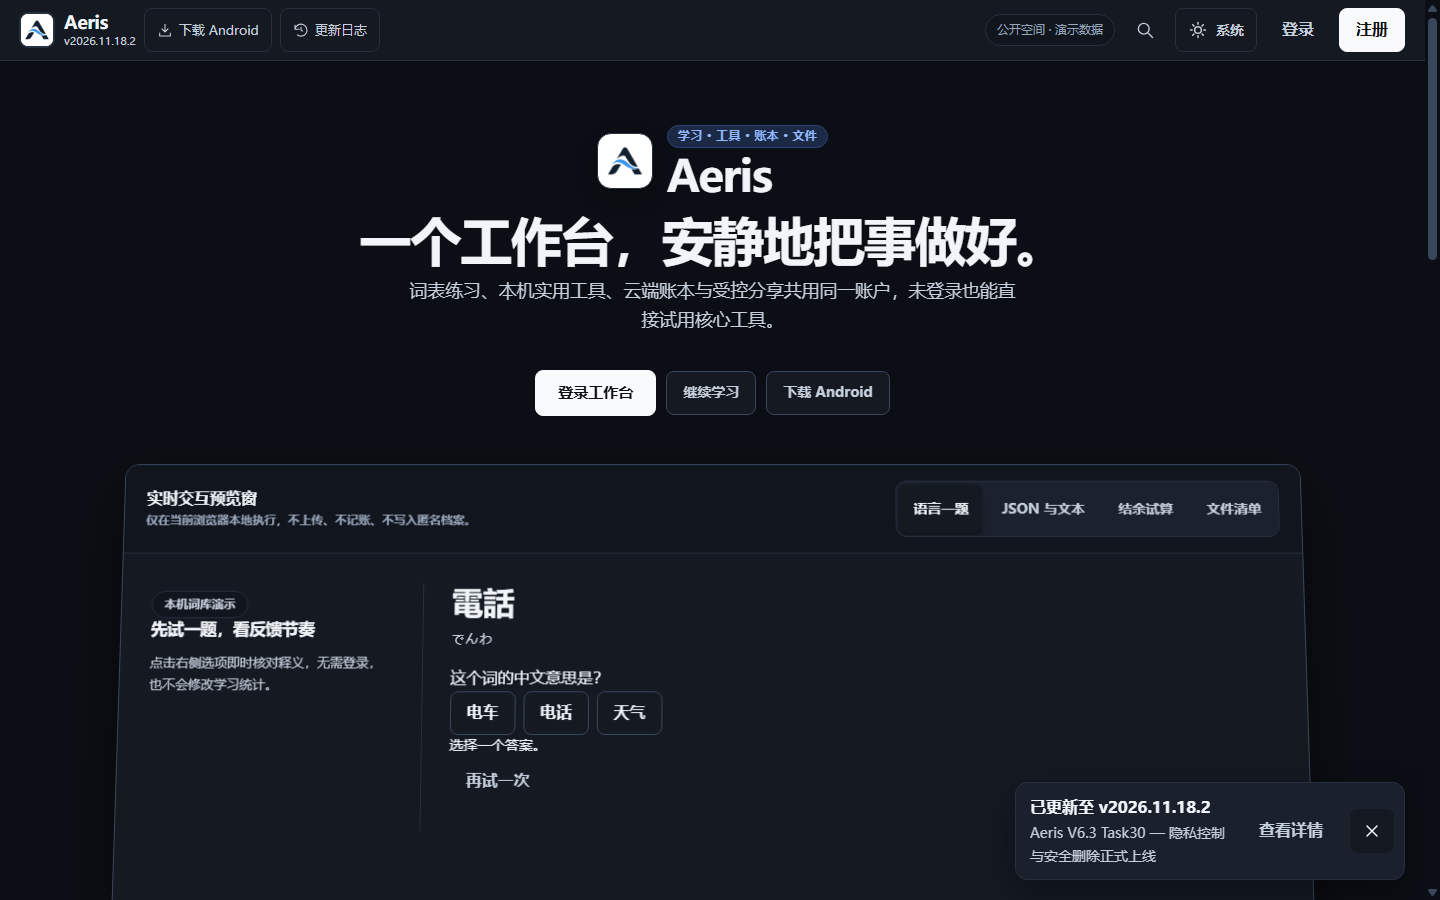 Aeris
v2026.11.18.2
下载 Android
更新日志
公开空间 · 演示数据
系统
登录
注册
学习 • 工具 • 账本 • 文件
Aeris
一个工作台，安静地把事做好。
词表练习、本机实用工具、云端账本与受控分享共用同一账户，未登录也能直
接试用核心工具。
登录工作台
继续学习
下载 Android
实时交互预览窗
仅在当前浏览器本地执行，不上传、不记账、不写入匿名档案。
语言一题
JSON 与文本
结余试算
文件清单
本机词库演示
先试一题，看反馈节奏
点击右侧选项即时核对释义，无需登录，
也不会修改学习统计。
電話
でんわ
这个词的中文意思是？
电车
电话
天气
选择一个答案。
再试一次
已更新至 v2026.11.18.2
Aeris V6.3 Task30 — 隐私控制
与安全删除正式上线
查看详情